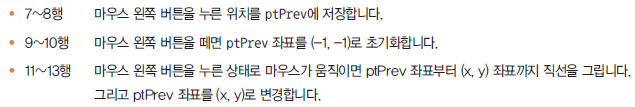 • 7~8행 마우스 왼쪽 버튼을 누른 위치를 ptPrev에 저장합니다.
• 9~10행 마우스 왼쪽 버튼을 떼면 ptPrev 좌표를 (-1, -1)로 초기화합니다.
• 11~13행 마우스 왼쪽 버튼을 누른 상태로 마우스가 움직이면 ptPrev 좌표부터 (x, y) 좌표까지 직선을 그립니다.
그리고 ptPrev 좌표를 (x, y)로 변경합니다.